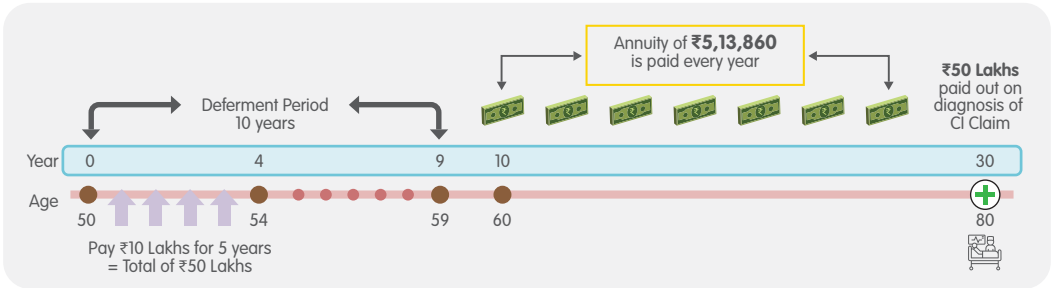 Annuity of ₹5,13,860
is paid every year
₹50 Lakhs
paid out on
diagnosis of
CI Claim
Deferment Period
10 years
Year 0 4 9 10 30
Age
50 54 59 60 80
Pay ₹10 Lakhs for 5 years
= Total of ₹50 Lakhs